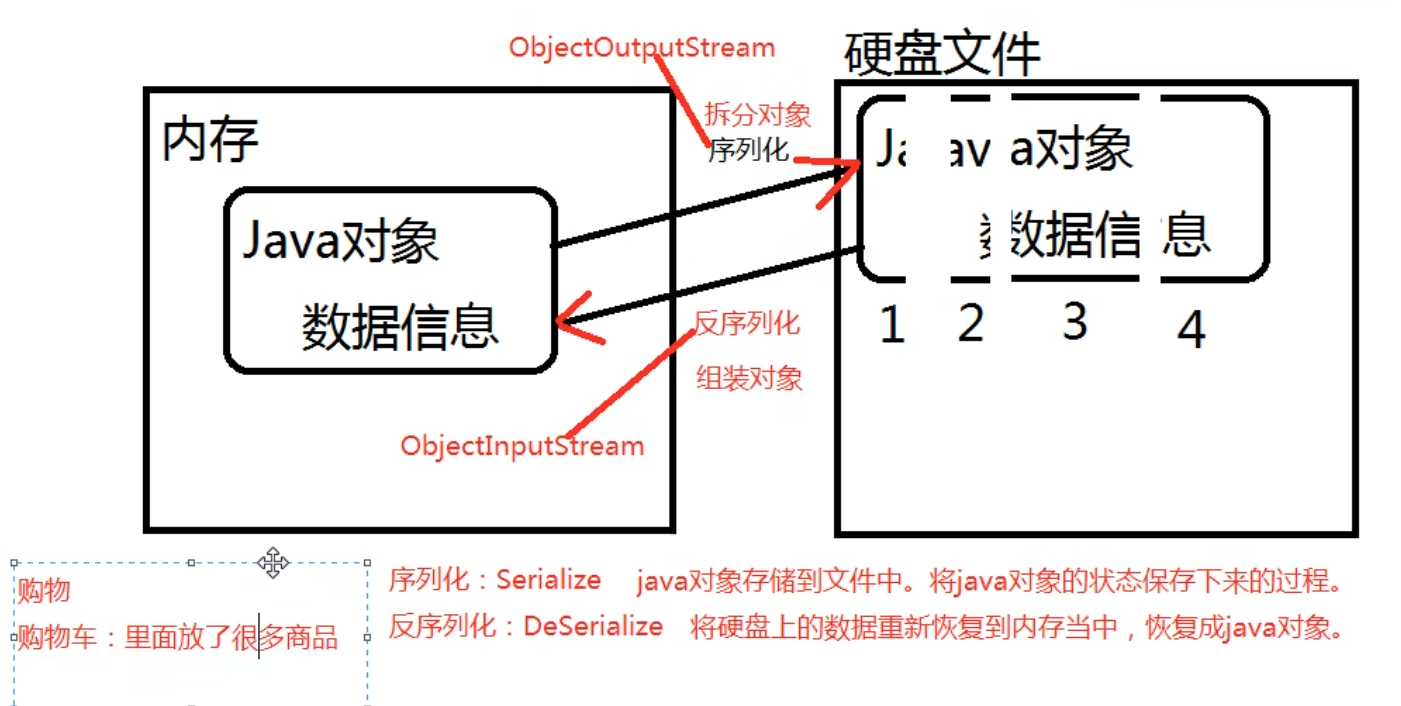 ObjectOutputStream
硬盘文件
内存
拆分对象
序列化
Java对象
数据信息
Ja av a对象
数据信 息
1 2 3 4
反序列化
组装对象
ObjectInputStream
购物
购物车：里面放了很多商品
序列化：Serialize java对象存储到文件中。将java对象的状态保存下来的过程。
反序列化：DeSerialize 将硬盘上的数据重新恢复到内存当中，恢复成java对象。